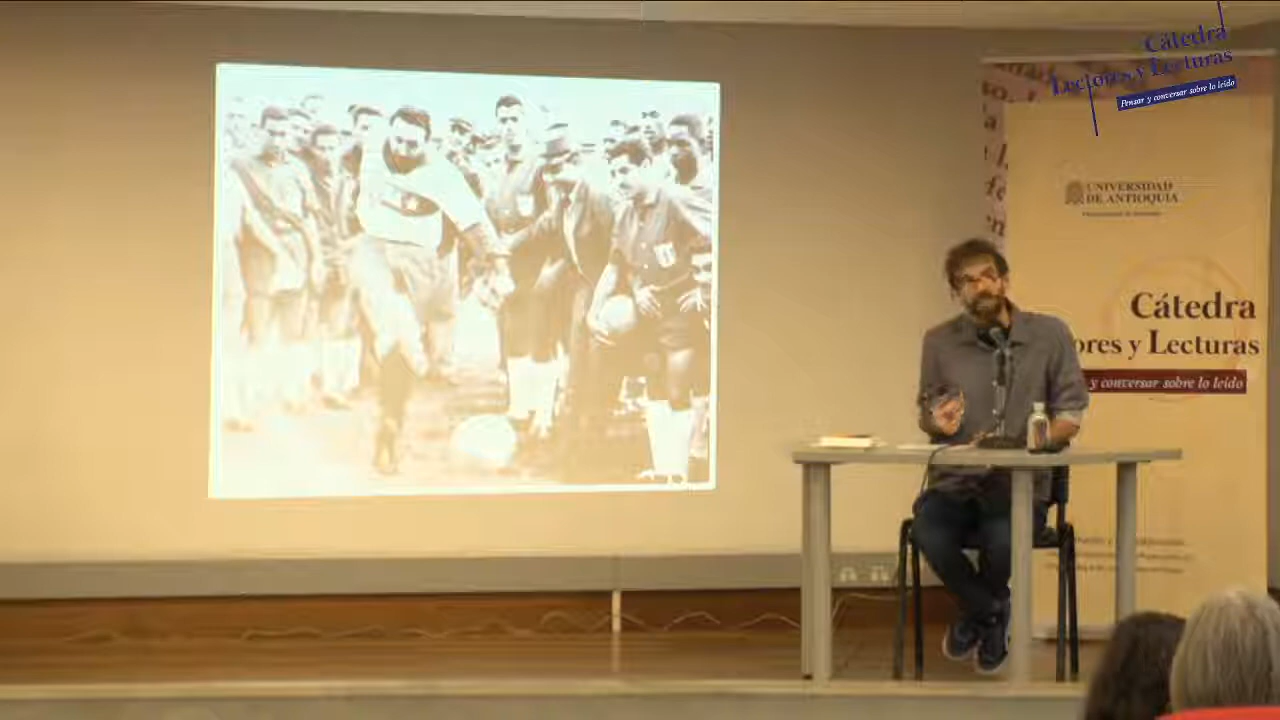 Cátedra
Lectores y Lecturas
Pensar y conversar sobre lo leído
UNIVERSIDAD
DE ANTIOQUIA
Cátedra
ores y Lecturas
y conversar sobre lo leído